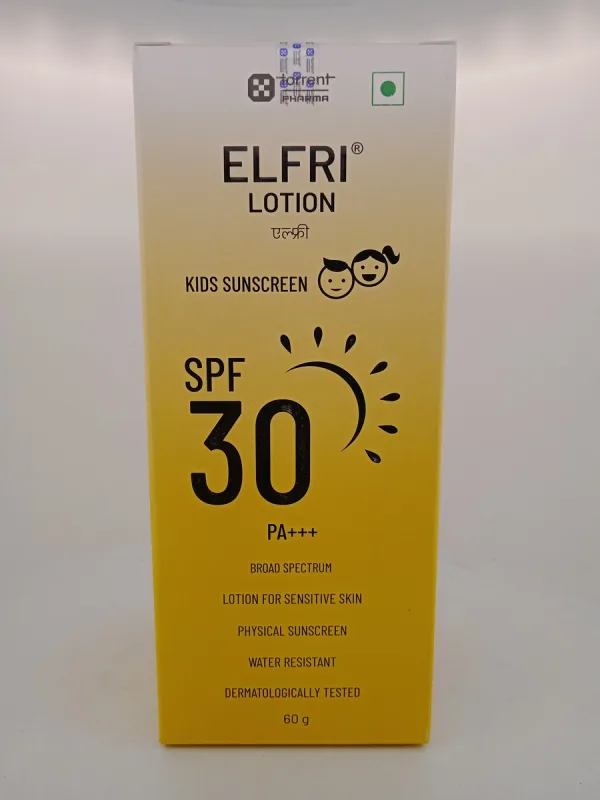 torrent
PHARMA
ELFRI®
LOTION
एल्फ्री
KIDS SUNSCREEN
SPF
30
PA+++
BROAD SPECTRUM
LOTION FOR SENSITIVE SKIN
PHYSICAL SUNSCREEN
WATER RESISTANT
DERMATOLOGICALLY TESTED
60 g